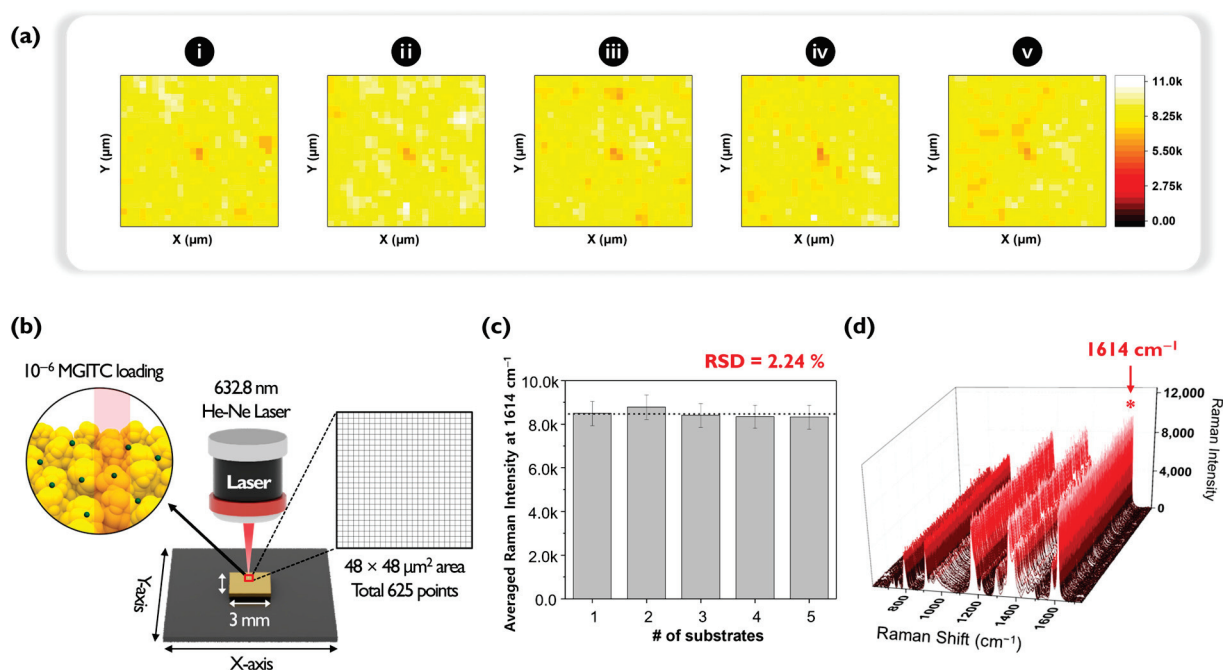 (a)
i
ii
iii
iv
v
Y (µm)
X (µm)
Y (µm)
X (µm)
Y (µm)
X (µm)
Y (µm)
X (µm)
Y (µm)
X (µm)
11.0k
8.25k
5.50k
2.75k
0.00
(b)
10⁻⁶ MGITC loading
632.8 nm
He-Ne Laser
Laser
48 × 48 µm² area
Total 625 points
3 mm
Y-axis
X-axis
(c)
RSD = 2.24 %
Averaged Raman Intensity at 1614 cm⁻¹
10.0k
8.0k
6.0k
4.0k
2.0k
0.0
1 2 3 4 5
# of substrates
(d)
1614 cm⁻¹
*
12,000
8,000
4,000
0
Raman Intensity
800 1000 1200 1400 1600
Raman Shift (cm⁻¹)